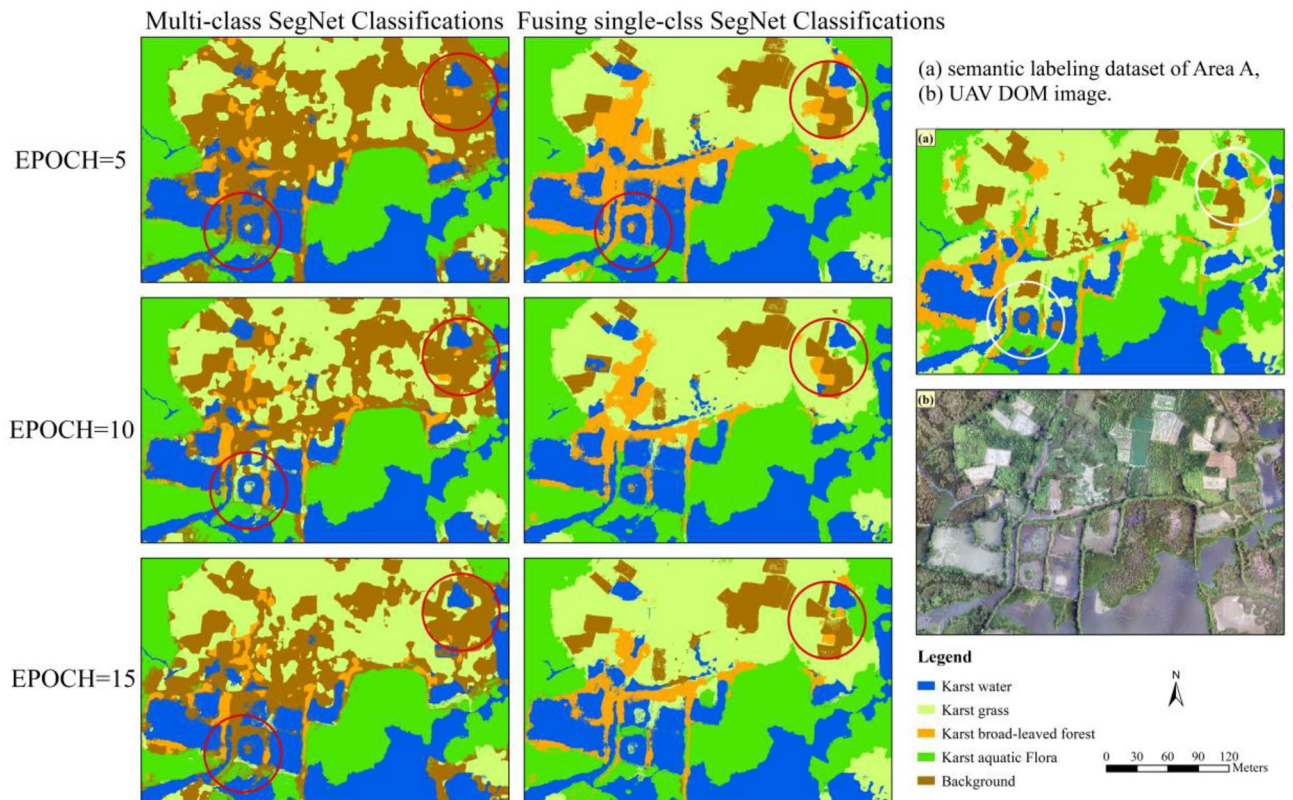 Multi-class SegNet Classifications
Fusing single-clss SegNet Classifications
EPOCH=5
EPOCH=10
EPOCH=15
(a) semantic labeling dataset of Area A,
(b) UAV DOM image.
(a)
(b)
Legend
Karst water
Karst grass
Karst broad-leaved forest
Karst aquatic Flora
Background
N
0 30 60 90 120
Meters